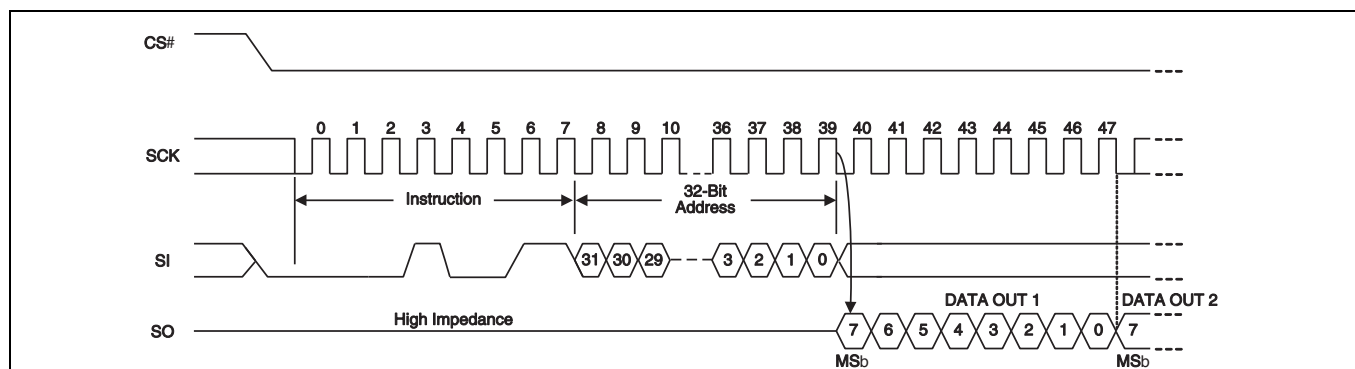 CS#
0 1 2 3 4 5 6 7 8 9 10 36 37 38 39 40 41 42 43 44 45 46 47
SCK
Instruction
32-Bit
Address
SI
31 30 29 3 2 1 0
DATA OUT 1 DATA OUT 2
High Impedance
SO
7 6 5 4 3 2 1 0 7
MSb MSb